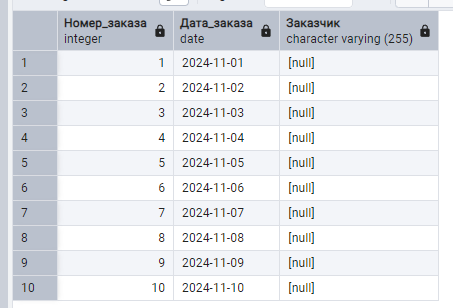 Номер_заказа Дата_заказа Заказчик
integer date character varying (255)
1 1 2024-11-01 [null]
2 2 2024-11-02 [null]
3 3 2024-11-03 [null]
4 4 2024-11-04 [null]
5 5 2024-11-05 [null]
6 6 2024-11-06 [null]
7 7 2024-11-07 [null]
8 8 2024-11-08 [null]
9 9 2024-11-09 [null]
10 10 2024-11-10 [null]